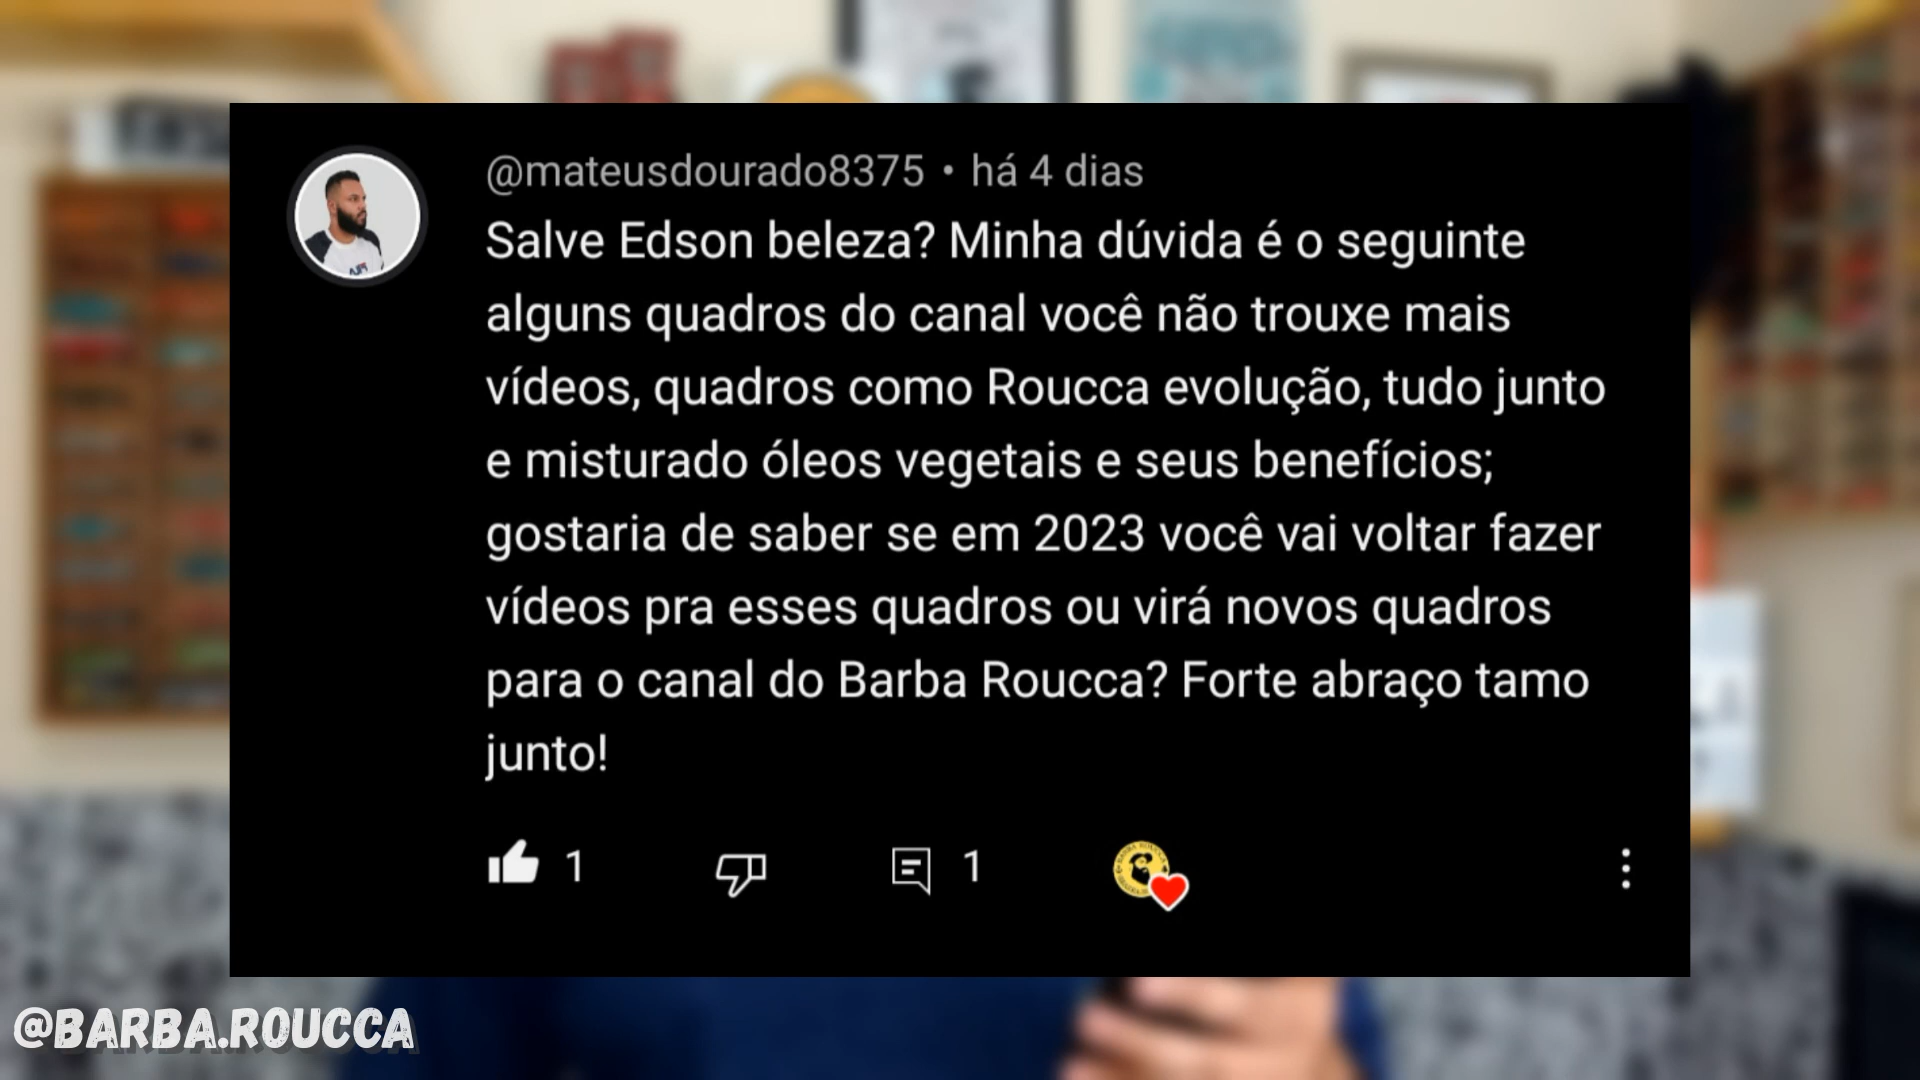 @mateusdourado8375 • há 4 dias
Salve Edson beleza? Minha dúvida é o seguinte
alguns quadros do canal você não trouxe mais
vídeos, quadros como Roucca evolução, tudo junto
e misturado óleos vegetais e seus benefícios;
gostaria de saber se em 2023 você vai voltar fazer
vídeos pra esses quadros ou virá novos quadros
para o canal do Barba Roucca? Forte abraço tamo
junto!
1
1
@BARBA.ROUCCA